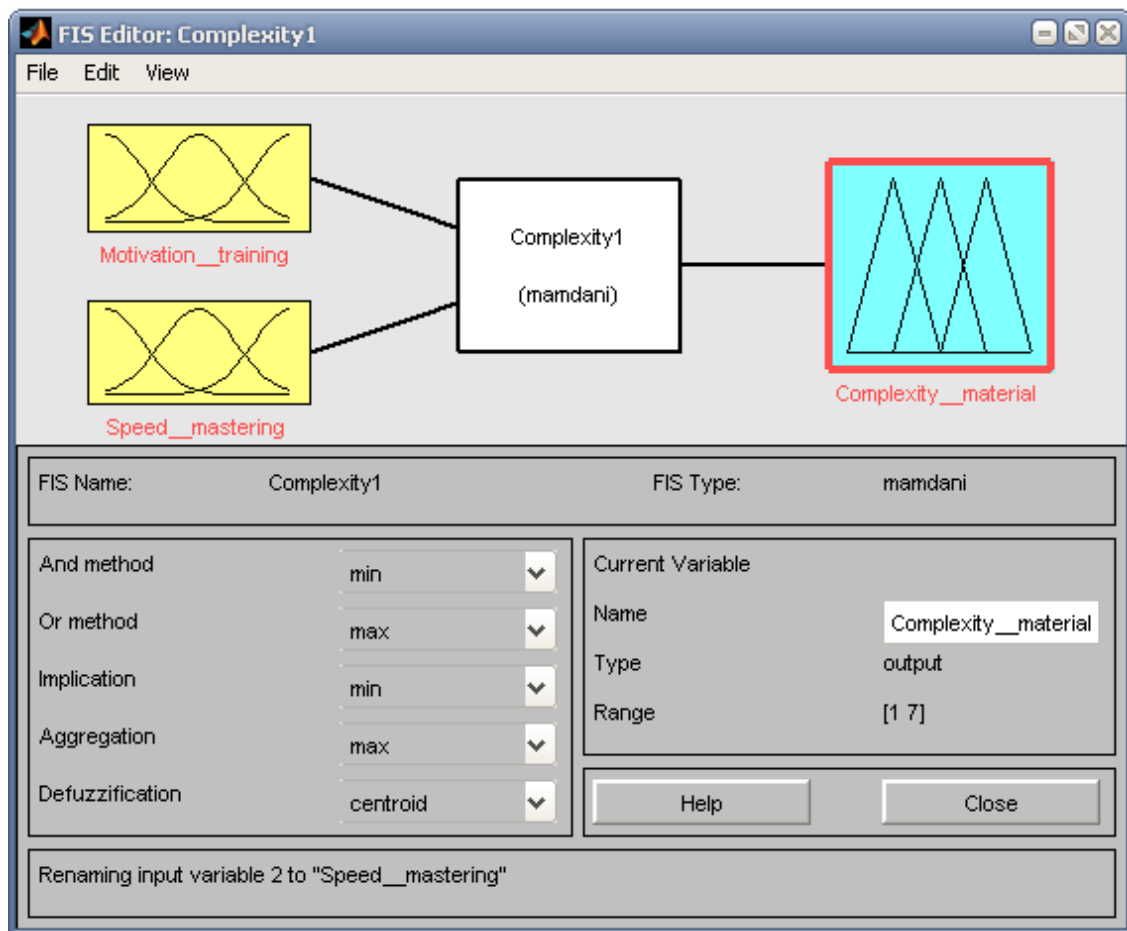 FIS Editor: Complexity1
File Edit View
Motivation__training
Speed__mastering
Complexity1
(mamdani)
Complexity__material
FIS Name: Complexity1 FIS Type: mamdani
And method min
Or method max
Implication min
Aggregation max
Defuzzification centroid
Current Variable
Name Complexity__material
Type output
Range [1 7]
Help Close
Renaming input variable 2 to "Speed__mastering"